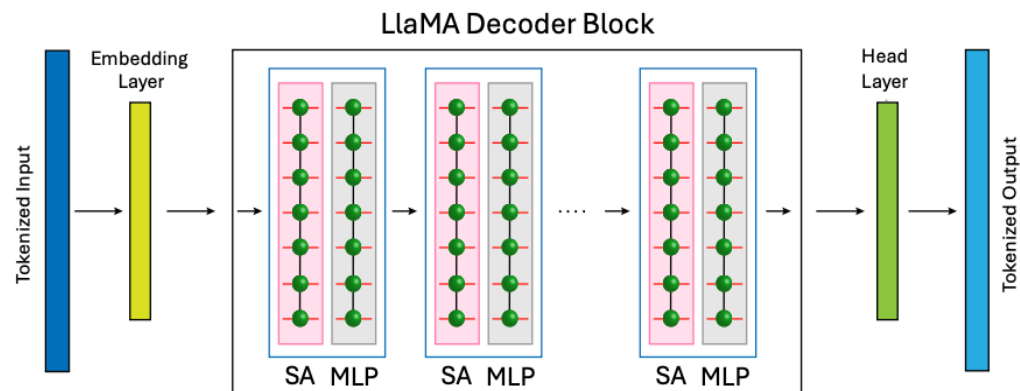 LlaMA Decoder Block
Tokenized Input
Embedding
Layer
SA MLP
SA MLP
....
SA MLP
Head
Layer
Tokenized Output